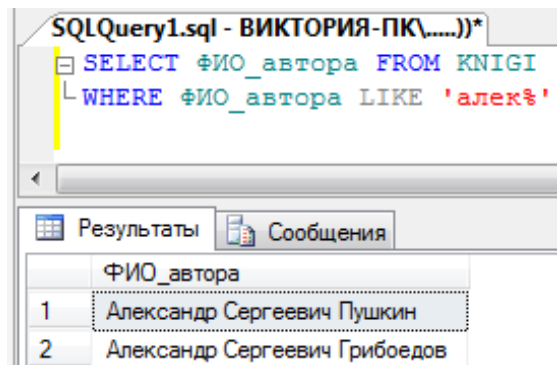 SQLQuery1.sql - ВИКТОРИЯ-ПК\.....))*
SELECT ФИО_автора FROM KNIGI
WHERE ФИО_автора LIKE 'алек%'
Результаты Сообщения
ФИО_автора
1 Александр Сергеевич Пушкин
2 Александр Сергеевич Грибоедов